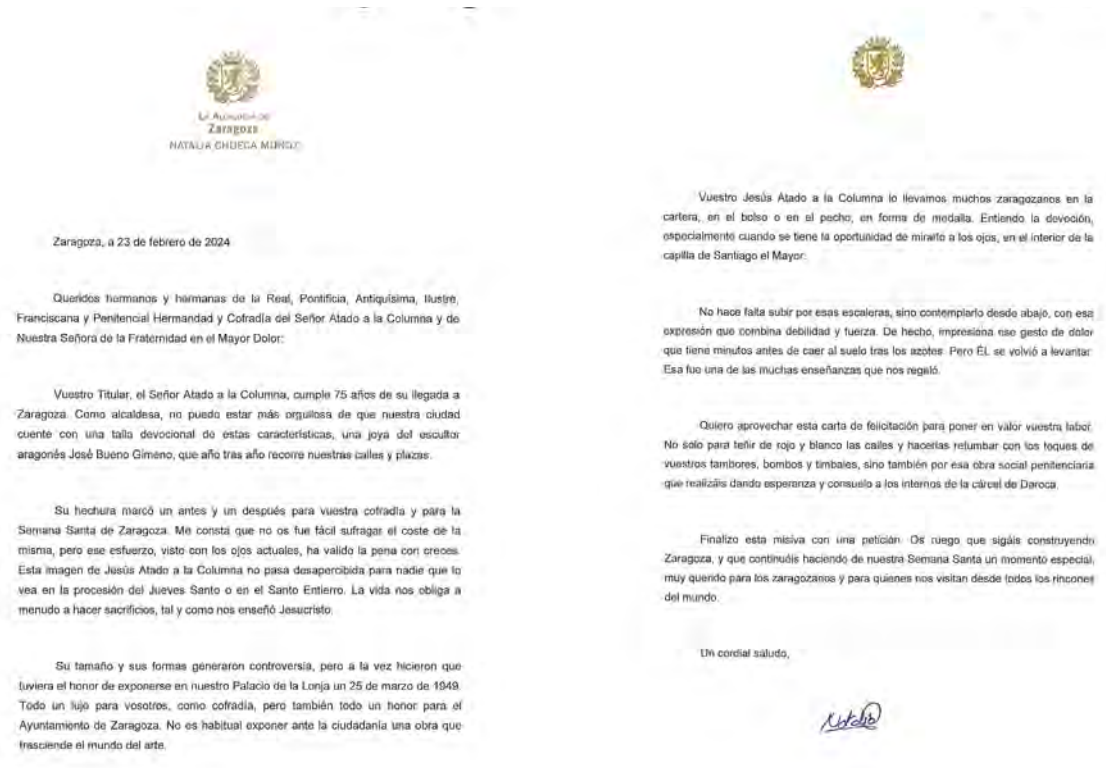 La Alcaldesa de
Zaragoza
NATALIA CHUECA MUÑOZ
Zaragoza, a 23 de febrero de 2024
Queridos hermanos y hermanas de la Real, Pontificia, Antiquísima, Ilustre,
Franciscana y Penitencial Hermandad y Cofradía del Señor Atado a la Columna y de
Nuestra Señora de la Fraternidad en el Mayor Dolor:
Vuestro Titular, el Señor Atado a la Columna, cumple 75 años de su llegada a
Zaragoza. Como alcaldesa, no puedo estar más orgullosa de que nuestra ciudad
cuente con una talla devocional de estas características, una joya del escultor
aragonés José Bueno Gimeno, que año tras año recorre nuestras calles y plazas.
Su hechura marcó un antes y un después para vuestra cofradía y para la
Semana Santa de Zaragoza. Me consta que no os fue fácil sufragar el coste de la
misma, pero ese esfuerzo, visto con los ojos actuales, ha valido la pena con creces.
Esta imagen de Jesús Atado a la Columna no pasa desapercibida para nadie que lo
vea en la procesión del Jueves Santo o en el Santo Entierro. La vida nos obliga a
menudo a hacer sacrificios, tal y como nos enseñó Jesucristo.
Su tamaño y sus formas generaron controversia, pero a la vez hicieron que
tuviera el honor de exponerse en nuestro Palacio de la Lonja un 25 de marzo de 1949.
Todo un lujo para vosotros, como cofradía, pero también todo un honor para el
Ayuntamiento de Zaragoza. No es habitual exponer ante la ciudadanía una obra que
trasciende el mundo del arte.
Vuestro Jesús Atado a la Columna lo llevamos muchos zaragozanos en la
cartera, en el bolso o en el pecho, en forma de medalla. Entiendo la devoción,
especialmente cuando se tiene la oportunidad de mirarlo a los ojos, en el interior de la
capilla de Santiago el Mayor.
No hace falta subir por esas escaleras, sino contemplarlo desde abajo, con esa
expresión que combina debilidad y fuerza. De hecho, impresiona ese gesto de dolor
que tiene minutos antes de caer al suelo tras los azotes. Pero ÉL se volvió a levantar.
Esa fue una de las muchas enseñanzas que nos regaló.
Quiero aprovechar esta carta de felicitación para poner en valor vuestra labor.
No solo para teñir de rojo y blanco las calles y hacerlas retumbar con los toques de
vuestros tambores, bombos y timbales, sino también por esa obra social penitenciaria
que realizáis dando esperanza y consuelo a los internos de la cárcel de Daroca.
Finalizo esta misiva con una petición. Os ruego que sigáis construyendo
Zaragoza, y que continuéis haciendo de nuestra Semana Santa un momento especial,
muy querido para los zaragozanos y para quienes nos visitan desde todos los rincones
del mundo.
Un cordial saludo,
Natalia